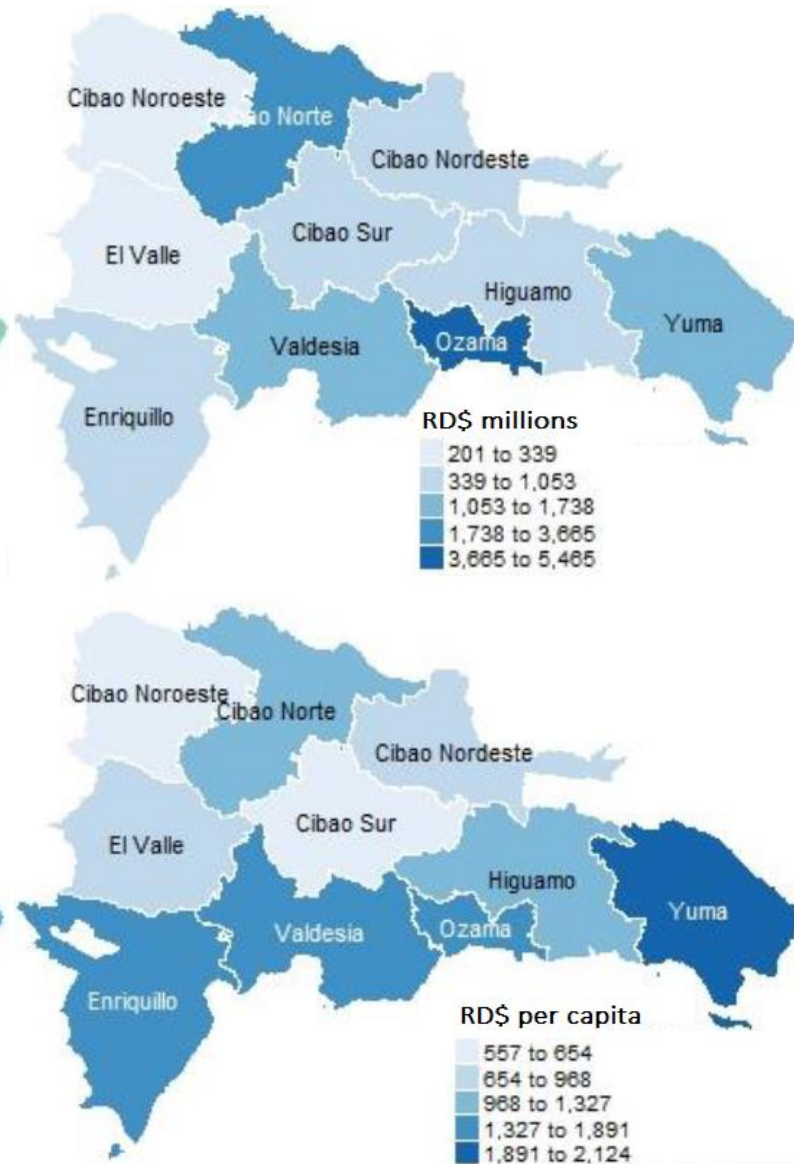 Cibao Noroeste
Cibao Norte
Cibao Nordeste
Cibao Sur
El Valle
Higuamo
Yuma
Ozama
Valdesia
Enriquillo
RD$ millions
201 to 339
339 to 1,053
1,053 to 1,738
1,738 to 3,665
3,665 to 5,465
Cibao Noroeste
Cibao Norte
Cibao Nordeste
Cibao Sur
El Valle
Higuamo
Yuma
Ozama
Valdesia
Enriquillo
RD$ per capita
557 to 654
654 to 968
968 to 1,327
1,327 to 1,891
1,891 to 2,124